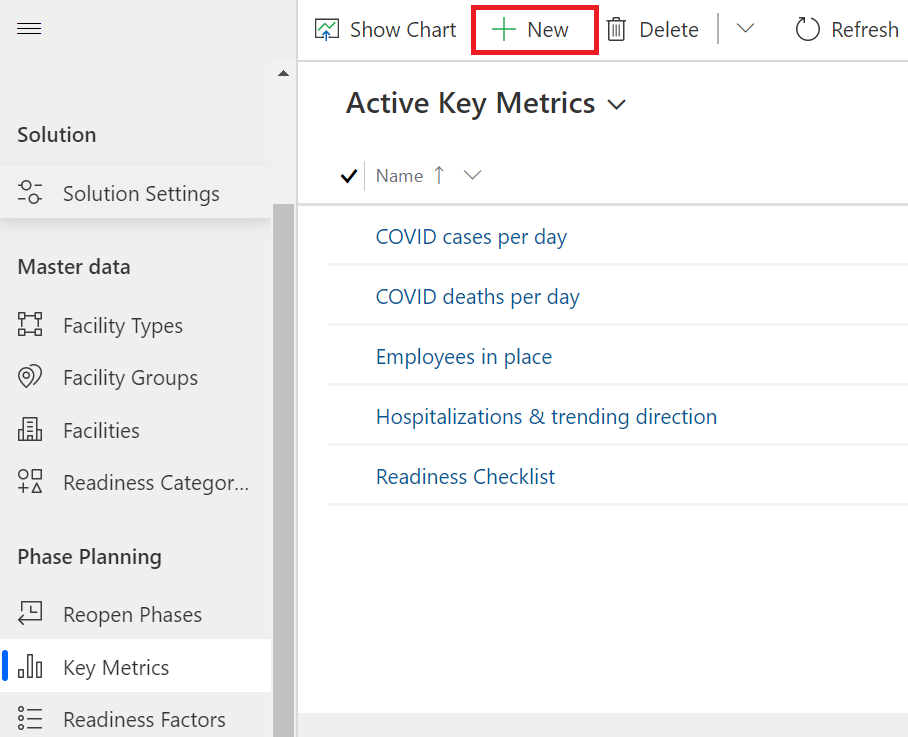 Show Chart
New
Delete
Refresh
Solution
Solution Settings
Master data
Facility Types
Facility Groups
Facilities
Readiness Categor...
Phase Planning
Reopen Phases
Key Metrics
Readiness Factors
Active Key Metrics
Name
COVID cases per day
COVID deaths per day
Employees in place
Hospitalizations & trending direction
Readiness Checklist